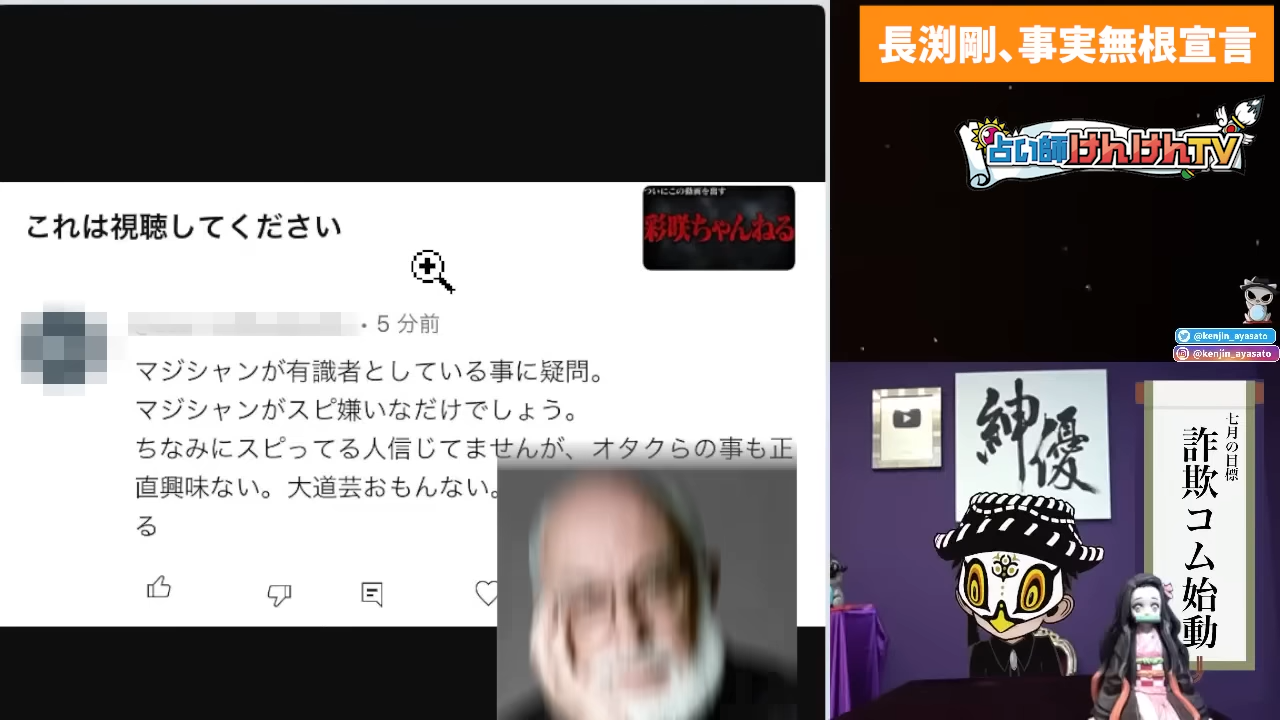 長渕剛、事実無根宣言
占い師けんけんTV
ついにこの動画を出す
彩咲ちゃんねる
これは視聴してください
・5 分前
マジシャンが有識者としている事に疑問。
マジシャンがスピ嫌いなだけでしょう。
ちなみにスピってる人信じてませんが、オタクらの事も正
直興味ない。大道芸おもんない。
る
@kenjin_ayasato
@kenjin_ayasato
紳優
七月の目標
詐欺コム始動